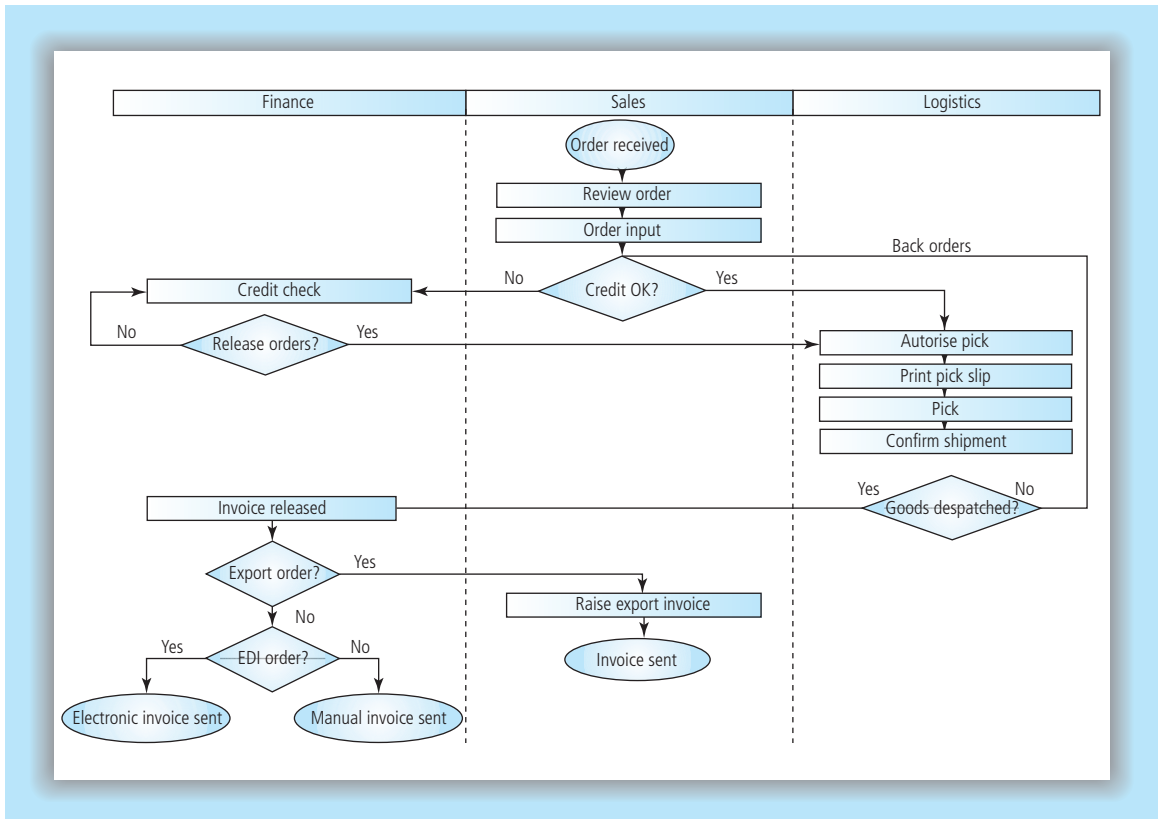 Finance
Sales
Logistics
Order received
Review order
Order input
Back orders
No
Credit OK?
Yes
Credit check
No
Release orders?
Yes
Autorise pick
Print pick slip
Pick
Confirm shipment
Yes
Goods despatched?
No
Invoice released
Export order?
Yes
Raise export invoice
No
Yes
EDI order?
No
Invoice sent
Electronic invoice sent
Manual invoice sent